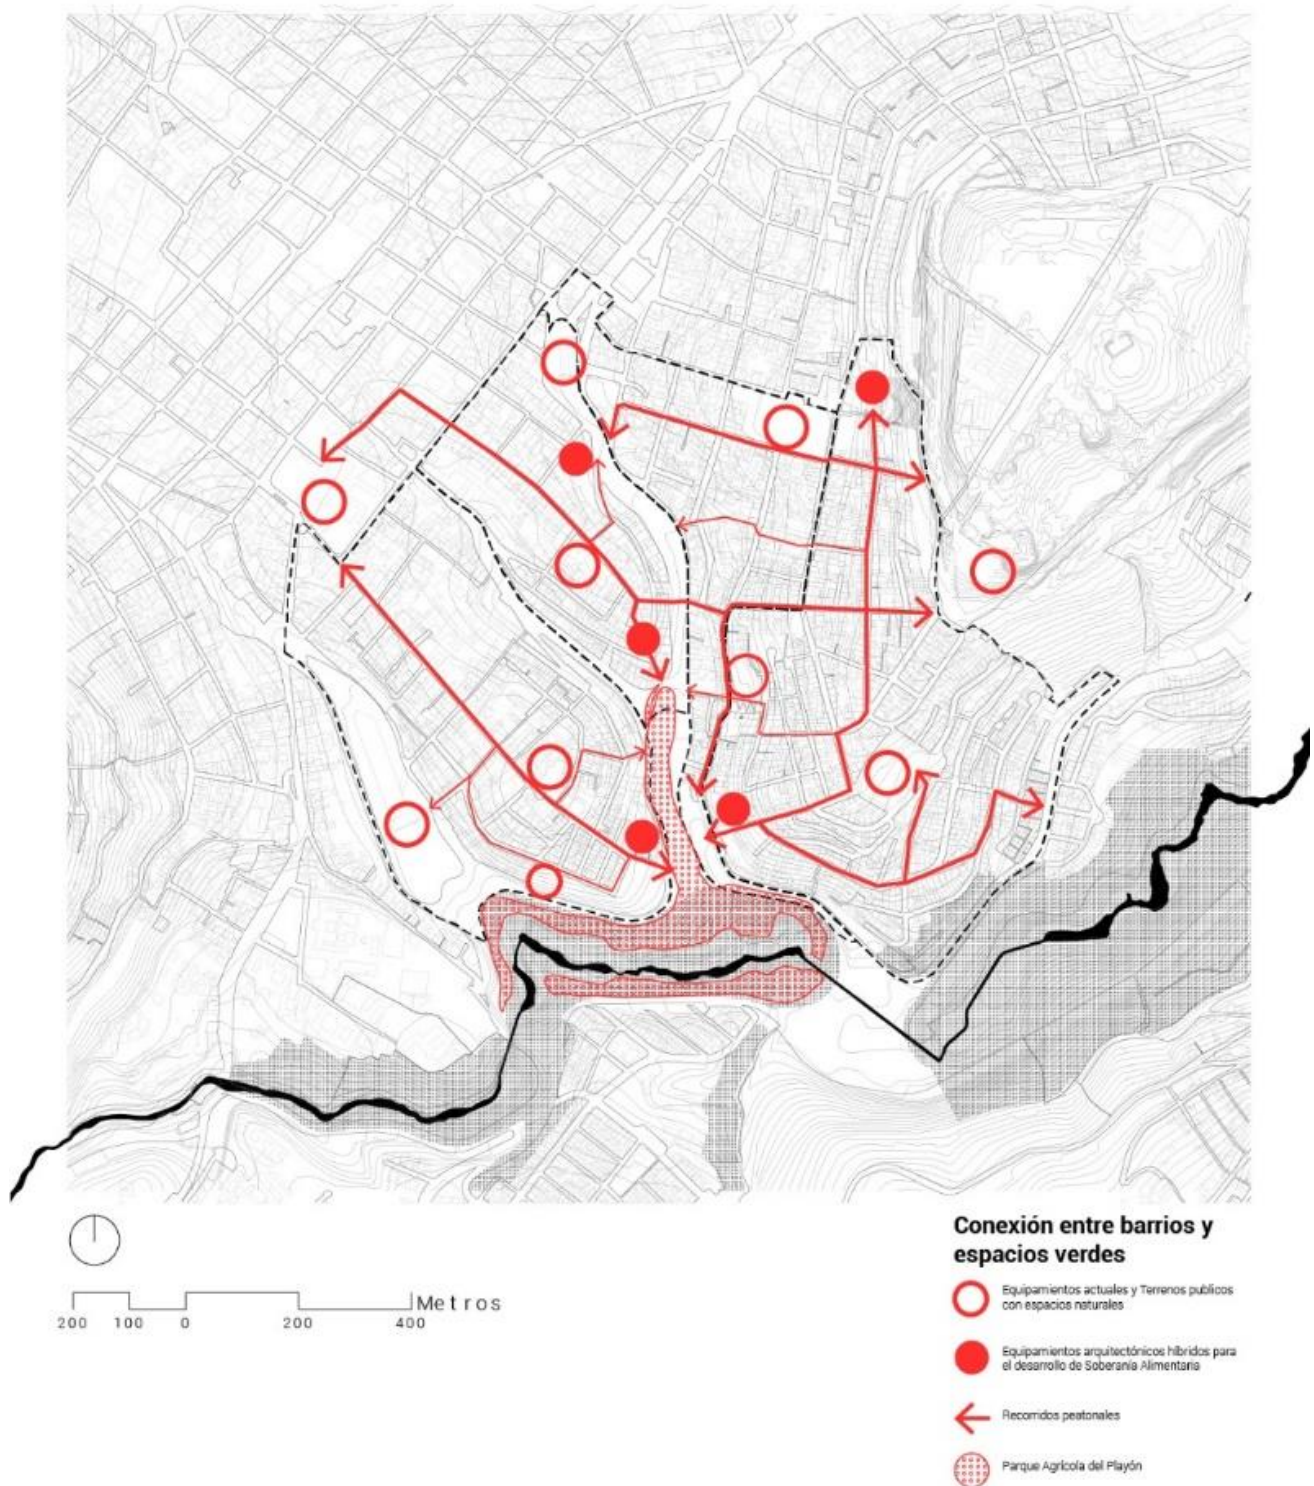 Metros
200 100 0 200 400
Conexión entre barrios y
espacios verdes
Equipamientos actuales y Terrenos publicos
con espacios naturales
Equipamientos arquitectónicos híbridos para
el desarrollo de Soberanía Alimentaria
Recorridos peatonales
Parque Agrícola del Playón